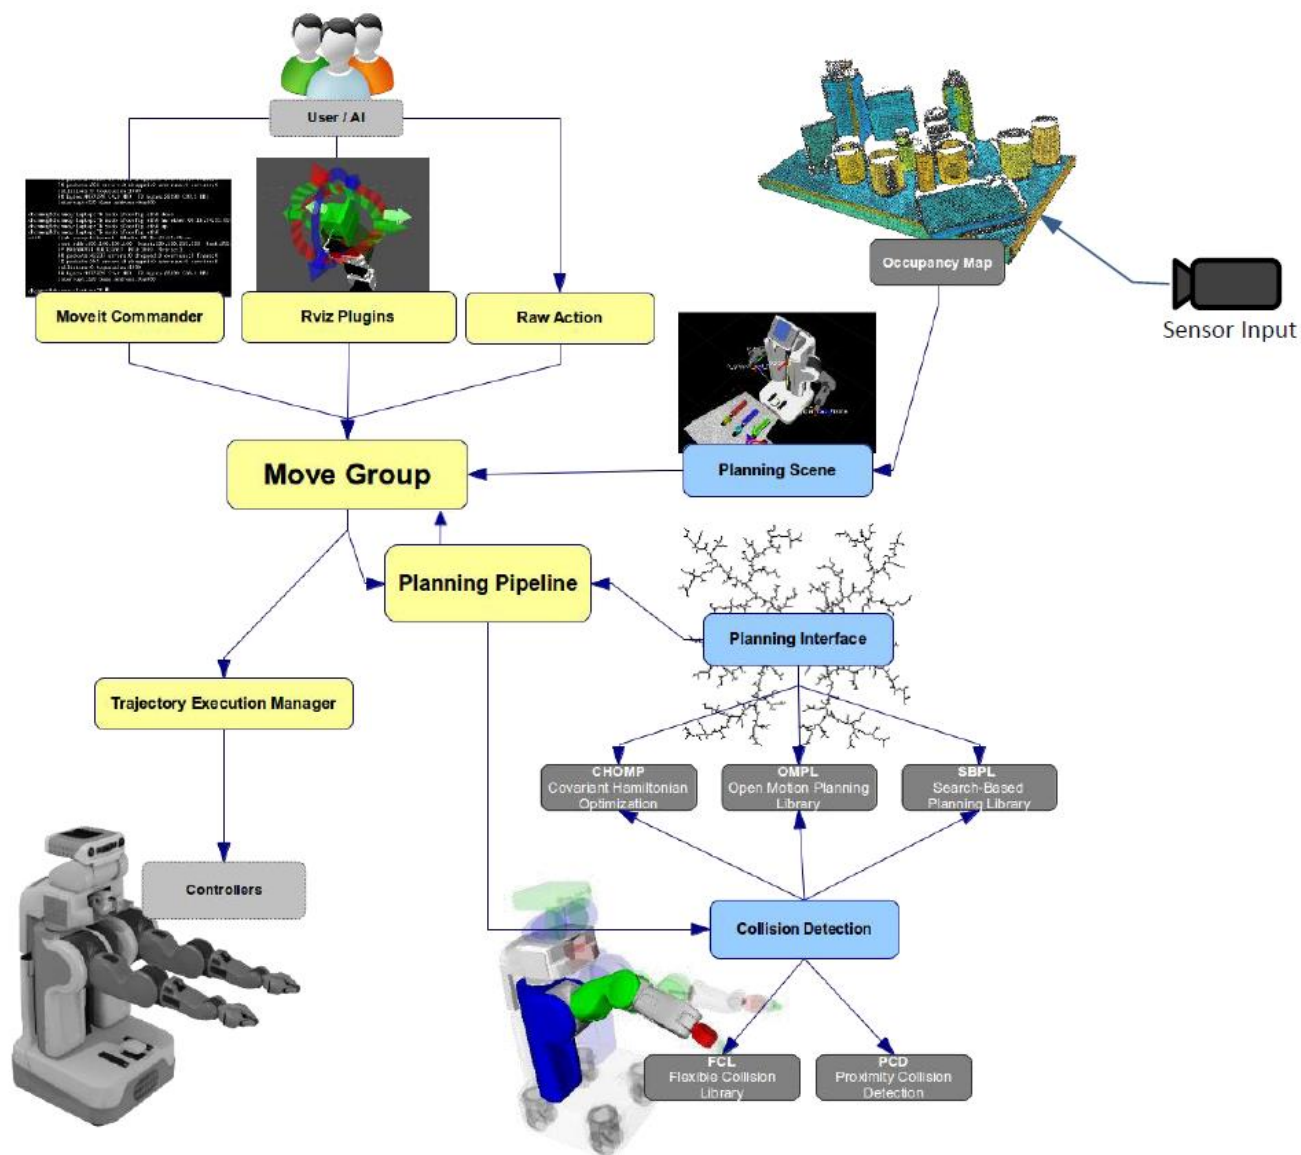 User / AI
Occupancy Map
Sensor Input
Moveit Commander
Rviz Plugins
Raw Action
Move Group
Planning Scene
Planning Pipeline
Planning Interface
Trajectory Execution Manager
CHOMP
Covariant Hamiltonian
Optimization
OMPL
Open Motion Planning
Library
SBPL
Search-Based
Planning Library
Controllers
Collision Detection
FCL
Flexible Collision
Library
PCD
Proximity Collision
Detection